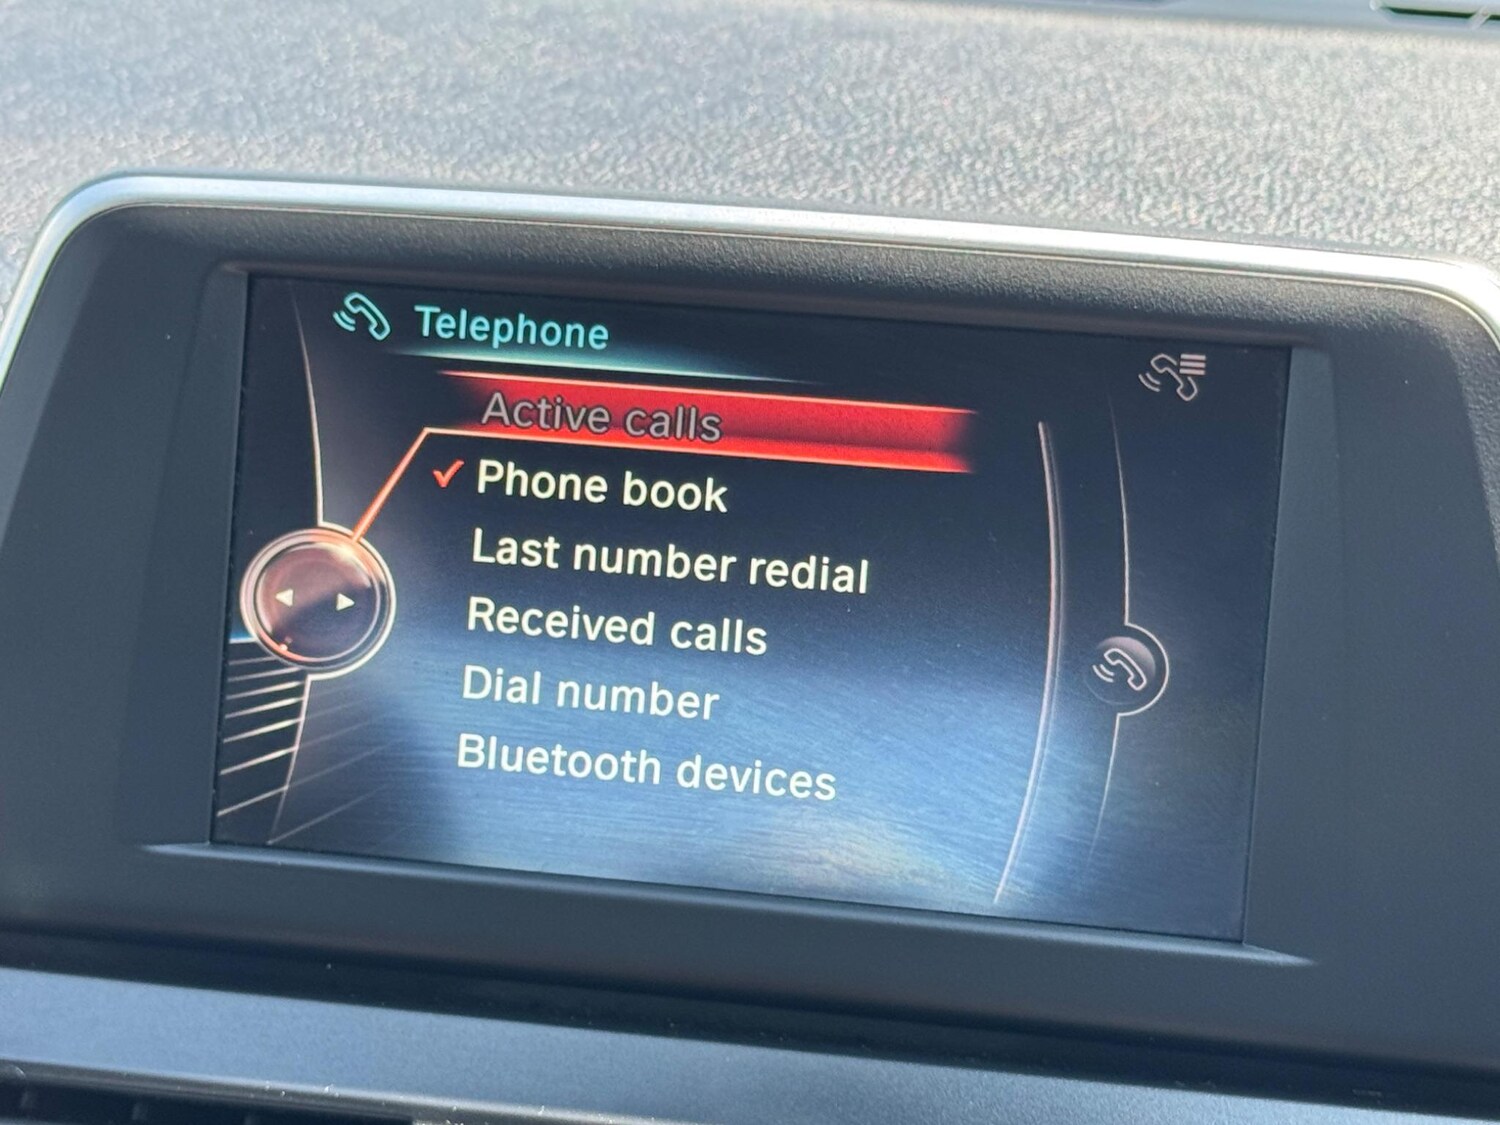 Telephone
Active calls
Phone book
Last number redial
Received calls
Dial number
Bluetooth devices